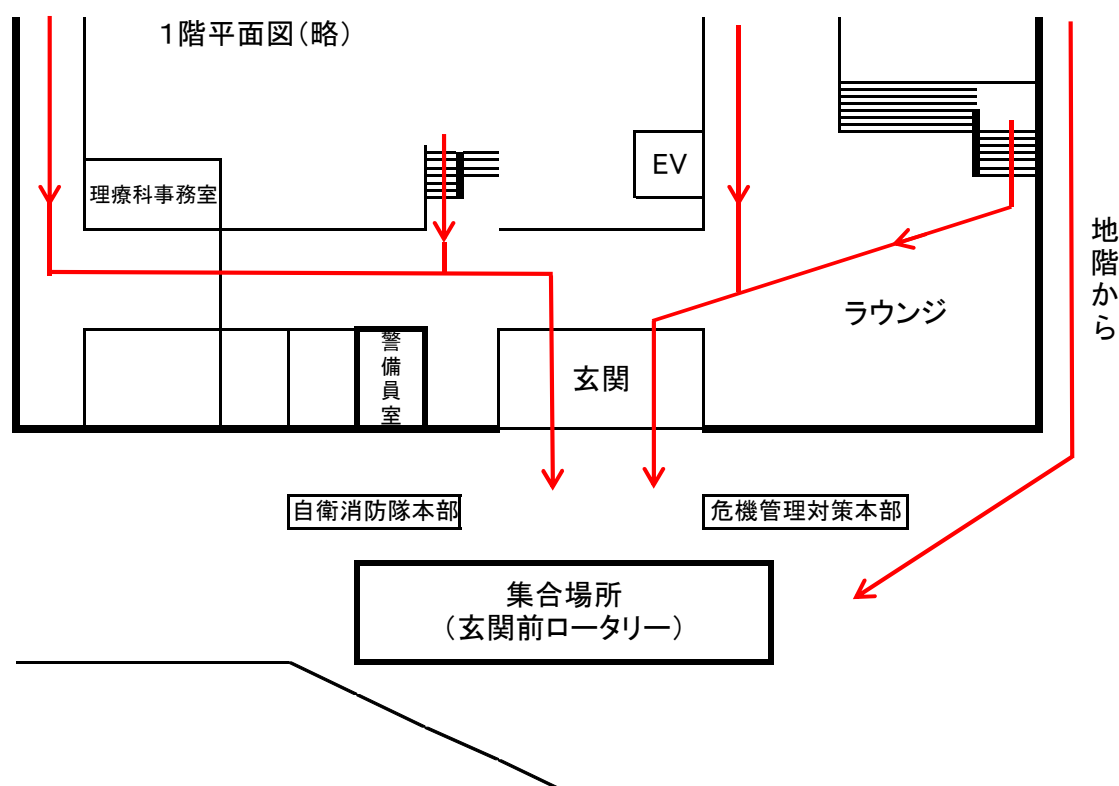 1階平面図(略)
EV
理療科事務室
地階から
ラウンジ
警備員室
玄関
自衛消防隊本部
危機管理対策本部
集合場所
(玄関前ロータリー)